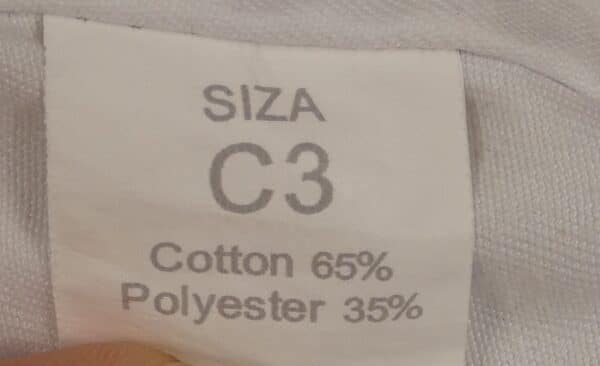 SIZA
C3
Cotton 65%
Polyester 35%